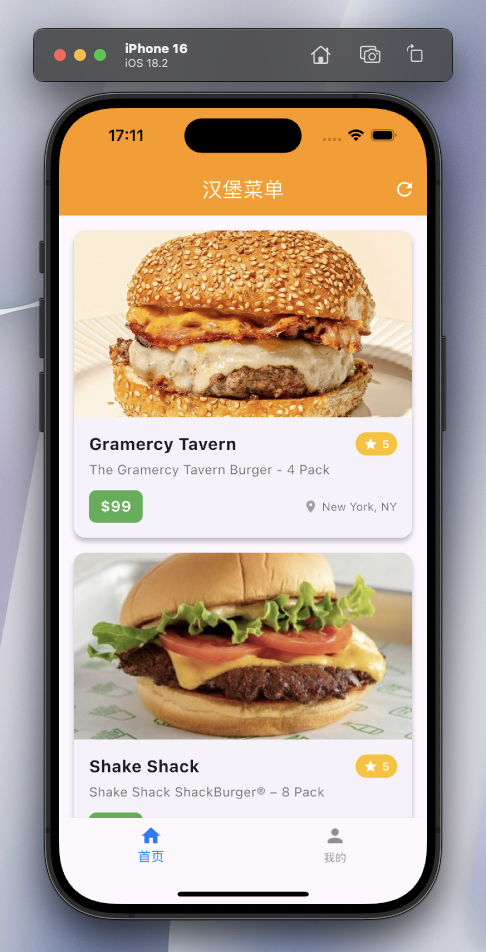 iPhone 16
iOS 18.2
17:11
汉堡菜单
Gramercy Tavern
5
The Gramercy Tavern Burger - 4 Pack
$99
New York, NY
Shake Shack
5
Shake Shack ShackBurger® – 8 Pack
首页
我的